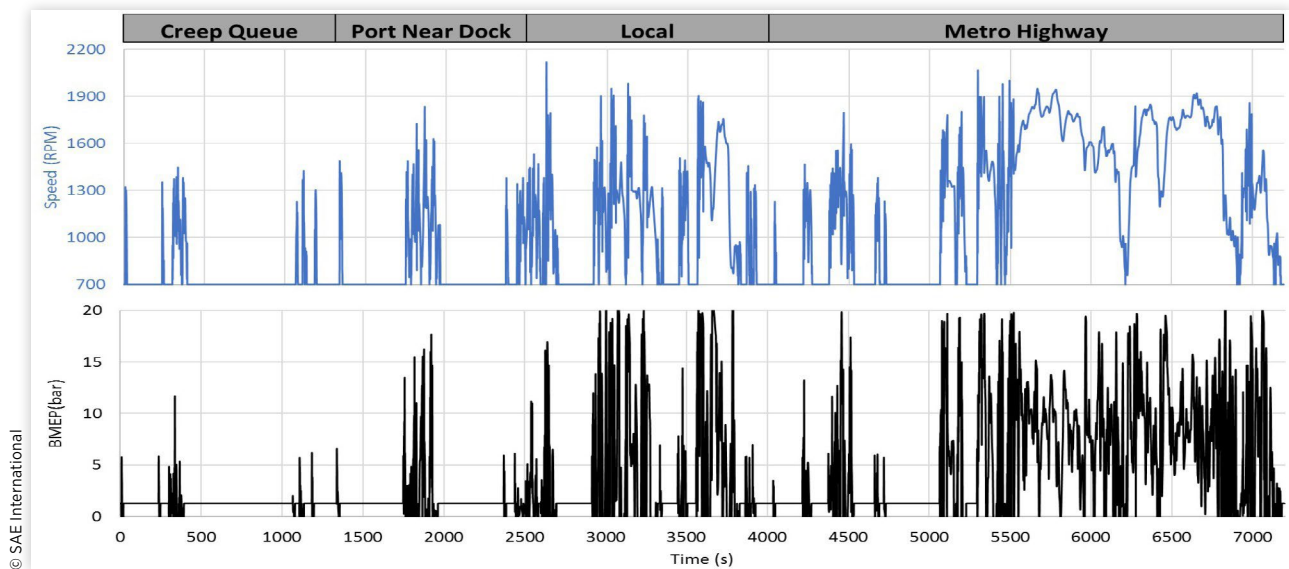 Creep Queue Port Near Dock Local Metro Highway
2200
1900
1600
1300
1000
700
Speed (RPM)
20
15
10
5
0
BMEP(bar)
0 500 1000 1500 2000 2500 3000 3500 4000 4500 5000 5500 6000 6500 7000
Time (s)
© SAE International